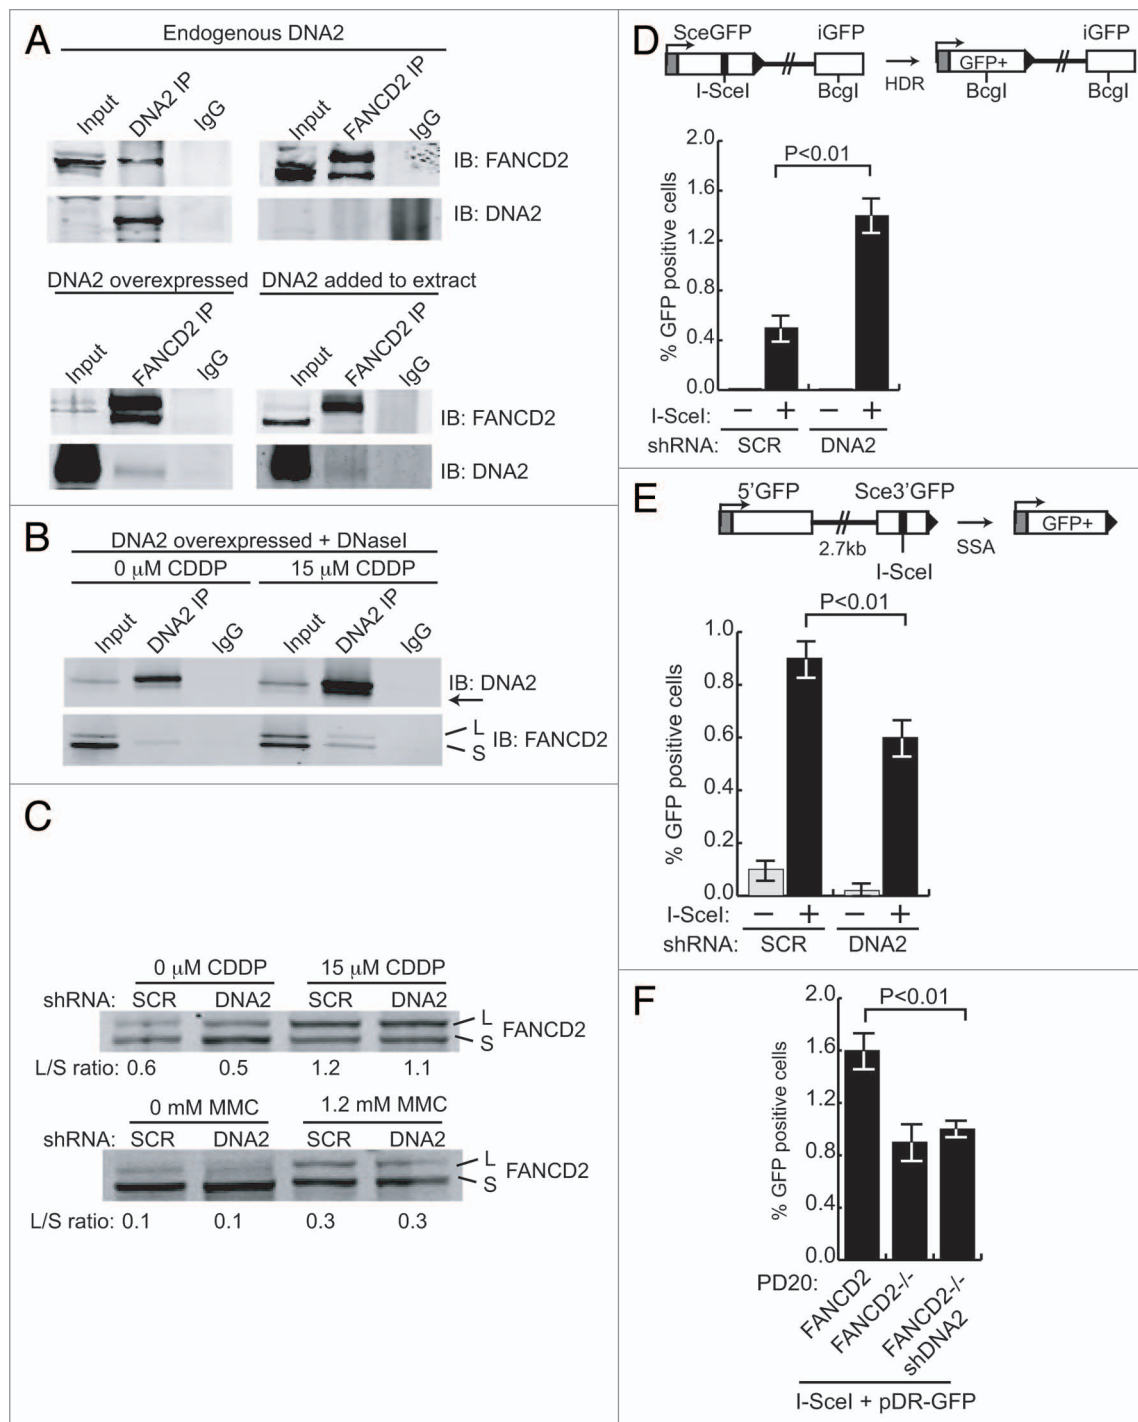 A
Endogenous DNA2
Input DNA2 IP IgG Input FANCD2 IP IgG
IB: FANCD2
IB: DNA2
DNA2 overexpressed DNA2 added to extract
Input FANCD2 IP IgG Input FANCD2 IP IgG
IB: FANCD2
IB: DNA2
B
DNA2 overexpressed + DNaseI
0 μM CDDP 15 μM CDDP
Input DNA2 IP IgG Input DNA2 IP IgG
IB: DNA2
L
S IB: FANCD2
C
0 μM CDDP 15 μM CDDP
shRNA: SCR DNA2 SCR DNA2
L
S FANCD2
L/S ratio: 0.6 0.5 1.2 1.1
0 mM MMC 1.2 mM MMC
shRNA: SCR DNA2 SCR DNA2
L
S FANCD2
L/S ratio: 0.1 0.1 0.3 0.3
D
SceGFP iGFP iGFP
GFP+
I-SceI BcgI HDR BcgI BcgI
% GFP positive cells
2.0
1.6
1.2
0.8
0.4
0.0
P<0.01
I-SceI: − + − +
shRNA: SCR DNA2
E
5'GFP Sce3'GFP
GFP+
2.7kb SSA
I-SceI
% GFP positive cells
1.0
0.8
0.6
0.4
0.2
0.0
P<0.01
I-SceI: − + − +
shRNA: SCR DNA2
F
% GFP positive cells
2.0
1.6
1.2
0.8
0.4
0.0
P<0.01
PD20: FANCD2 FANCD2-/- FANCD2-/- shDNA2
I-SceI + pDR-GFP